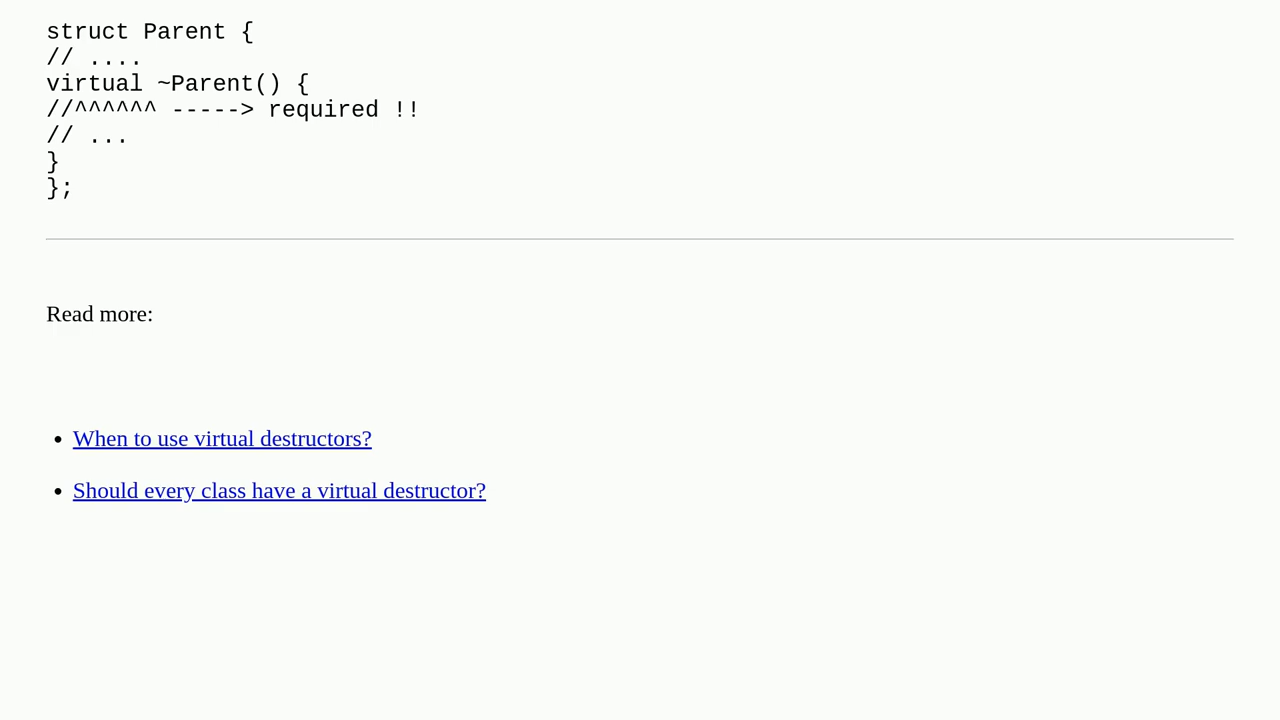 struct Parent {
// ....
virtual ~Parent() {
//^^^^^^ -----> required !!
// ...
}
};
Read more:
• When to use virtual destructors?
• Should every class have a virtual destructor?